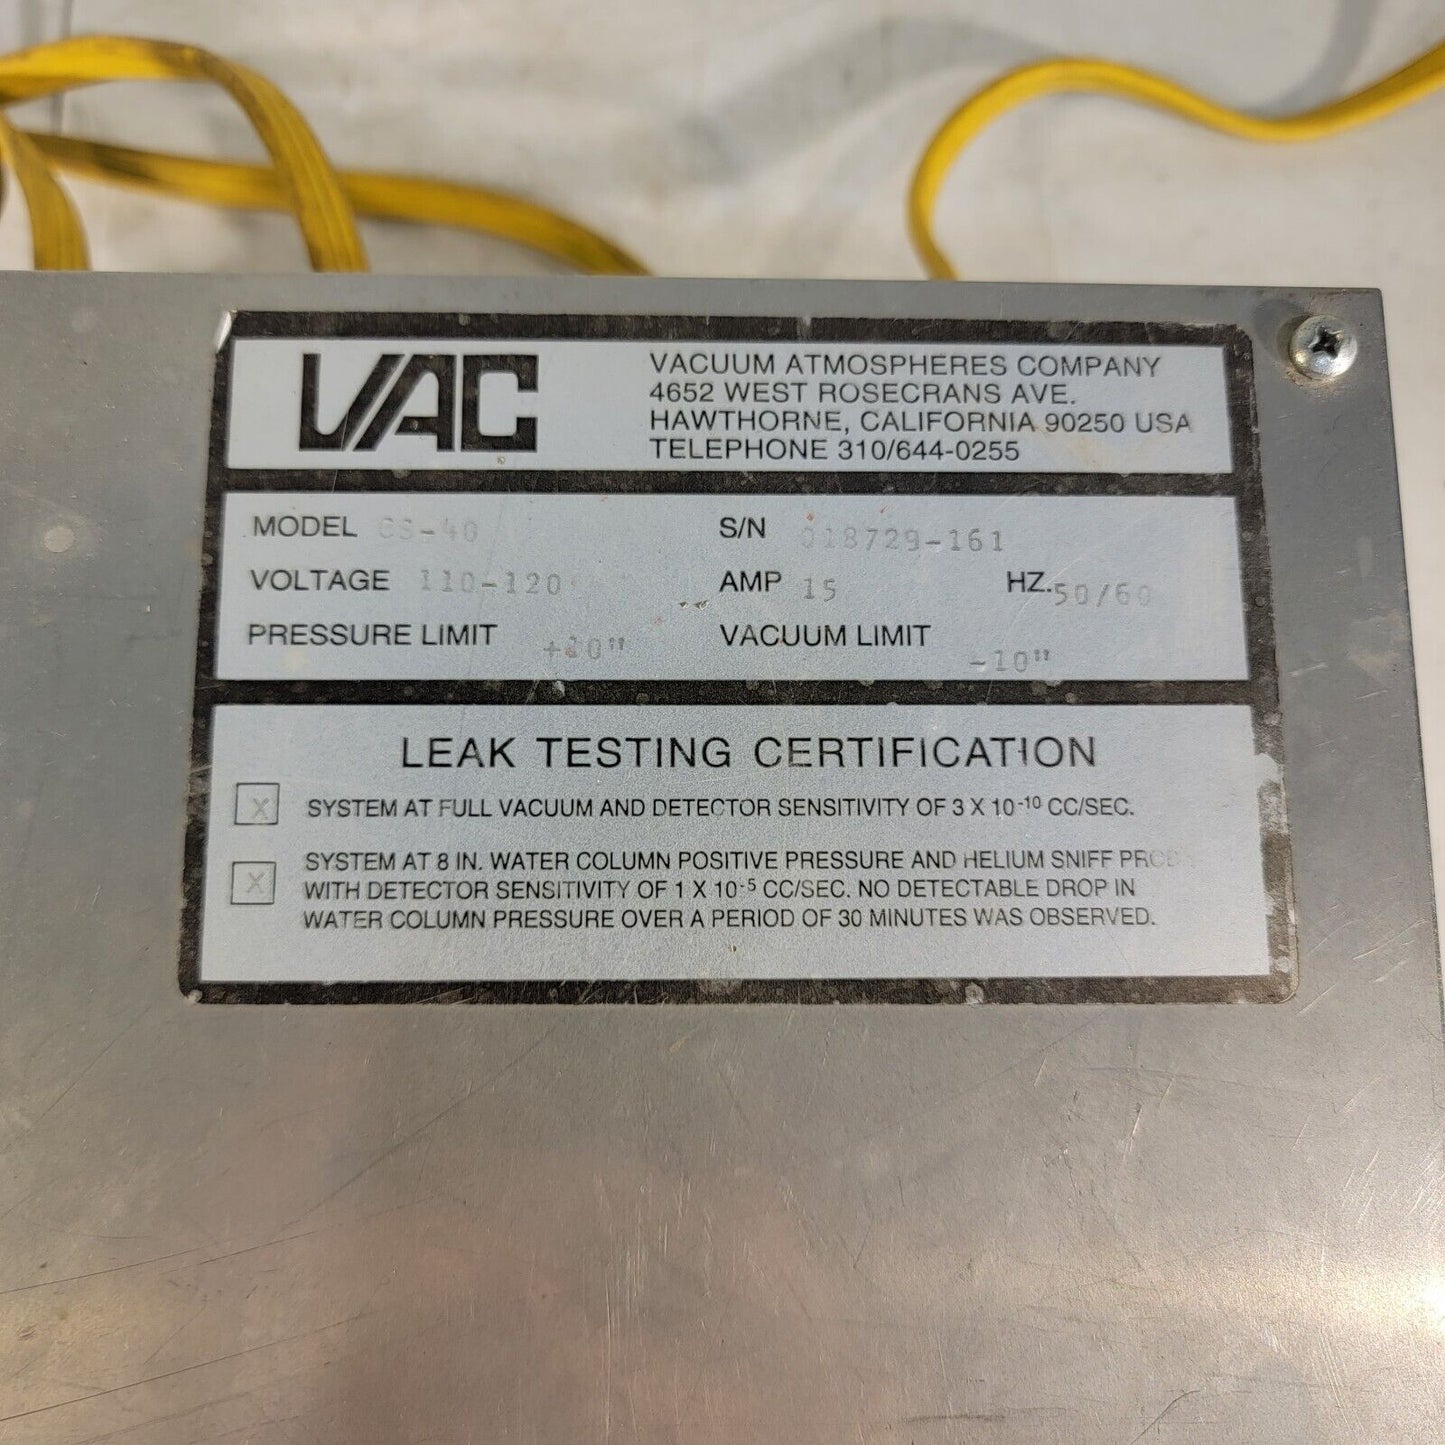 VAC
VACUUM ATMOSPHERES COMPANY
4652 WEST ROSECRANS AVE.
HAWTHORNE, CALIFORNIA 90250 USA
TELEPHONE 310/644-0255
MODEL CS-40 S/N 018729-161
VOLTAGE 110-120 AMP 15 HZ. 50/60
PRESSURE LIMIT +10" VACUUM LIMIT -10"
LEAK TESTING CERTIFICATION
X SYSTEM AT FULL VACUUM AND DETECTOR SENSITIVITY OF 3 X 10⁻¹⁰ CC/SEC.
X SYSTEM AT 8 IN. WATER COLUMN POSITIVE PRESSURE AND HELIUM SNIFF
WITH DETECTOR SENSITIVITY OF 1 X 10⁻⁵ CC/SEC. NO DETECTABLE DROP IN
WATER COLUMN PRESSURE OVER A PERIOD OF 30 MINUTES WAS OBSERVED.